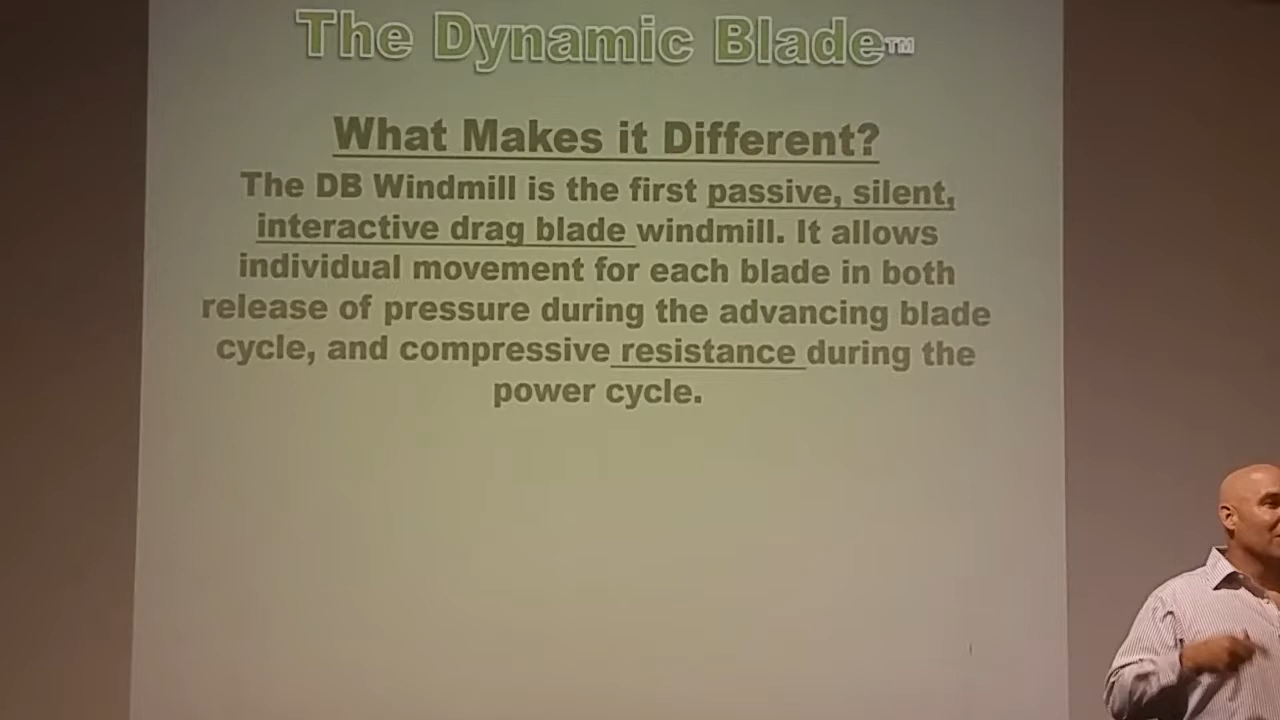 The Dynamic Blade™
What Makes it Different?
The DB Windmill is the first passive, silent,
interactive drag blade windmill. It allows
individual movement for each blade in both
release of pressure during the advancing blade
cycle, and compressive resistance during the
power cycle.